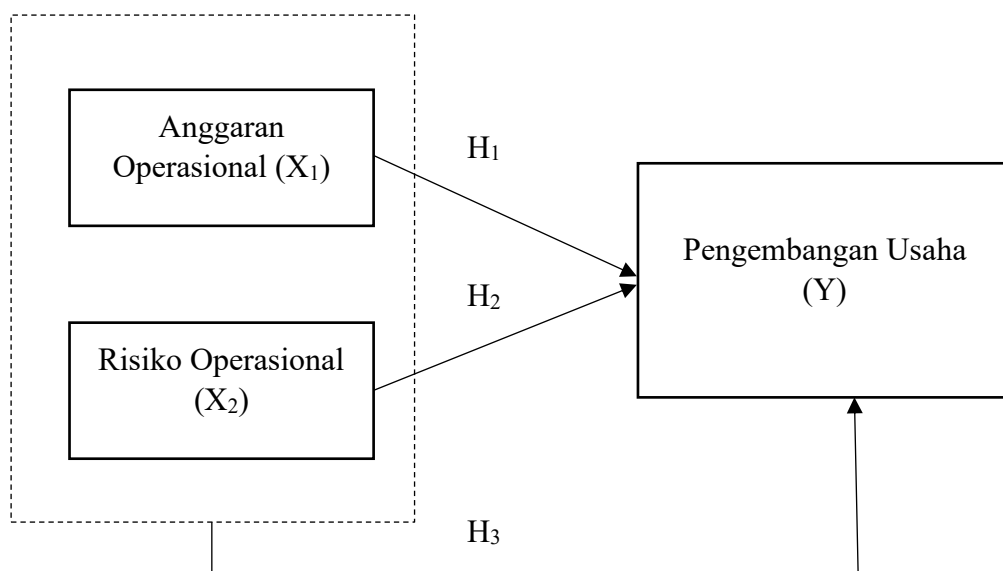 Anggaran
Operasional (X₁)
H₁
Pengembangan Usaha
(Y)
H₂
Risiko Operasional
(X₂)
H₃